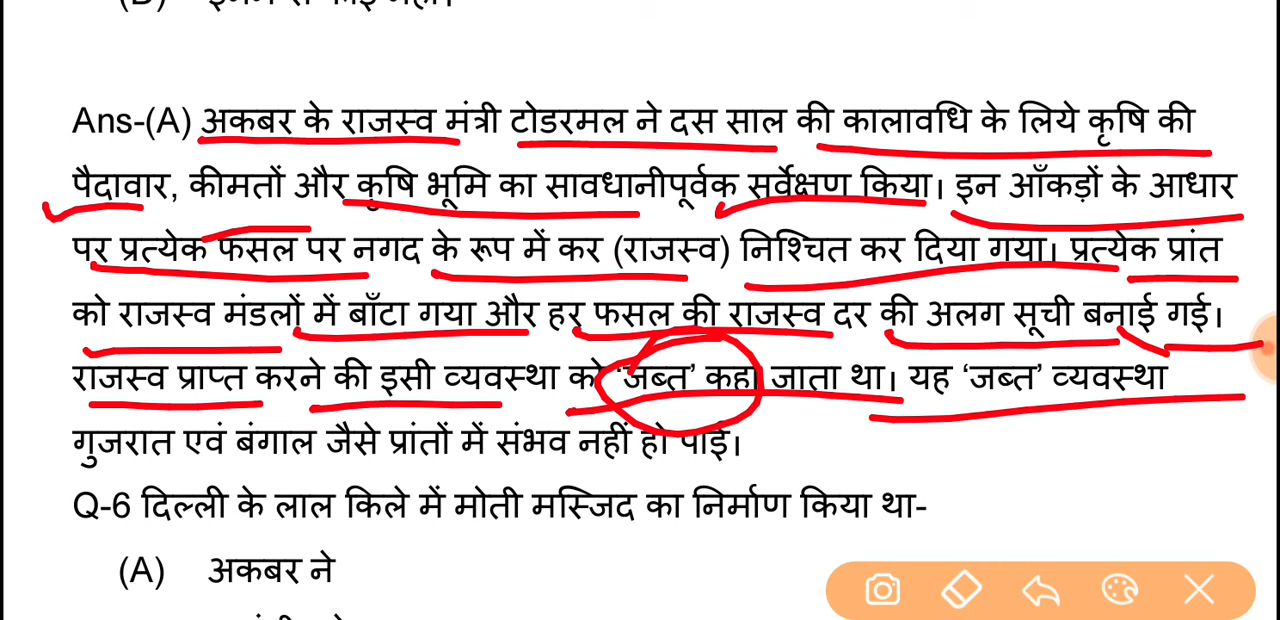 Ans-(A) अकबर के राजस्व मंत्री टोडरमल ने दस साल की कालावधि के लिये कृषि की
पैदावार, कीमतों और कृषि भूमि का सावधानीपूर्वक सर्वेक्षण किया। इन आँकड़ों के आधार
पर प्रत्येक फसल पर नगद के रूप में कर (राजस्व) निश्चित कर दिया गया। प्रत्येक प्रांत
को राजस्व मंडलों में बाँटा गया और हर फसल की राजस्व दर की अलग सूची बनाई गई।
राजस्व प्राप्त करने की इसी व्यवस्था को ‘जब्त’ कहा जाता था। यह ‘जब्त’ व्यवस्था
गुजरात एवं बंगाल जैसे प्रांतों में संभव नहीं हो पाई।
Q-6 दिल्ली के लाल किले में मोती मस्जिद का निर्माण किया था-
(A) अकबर ने